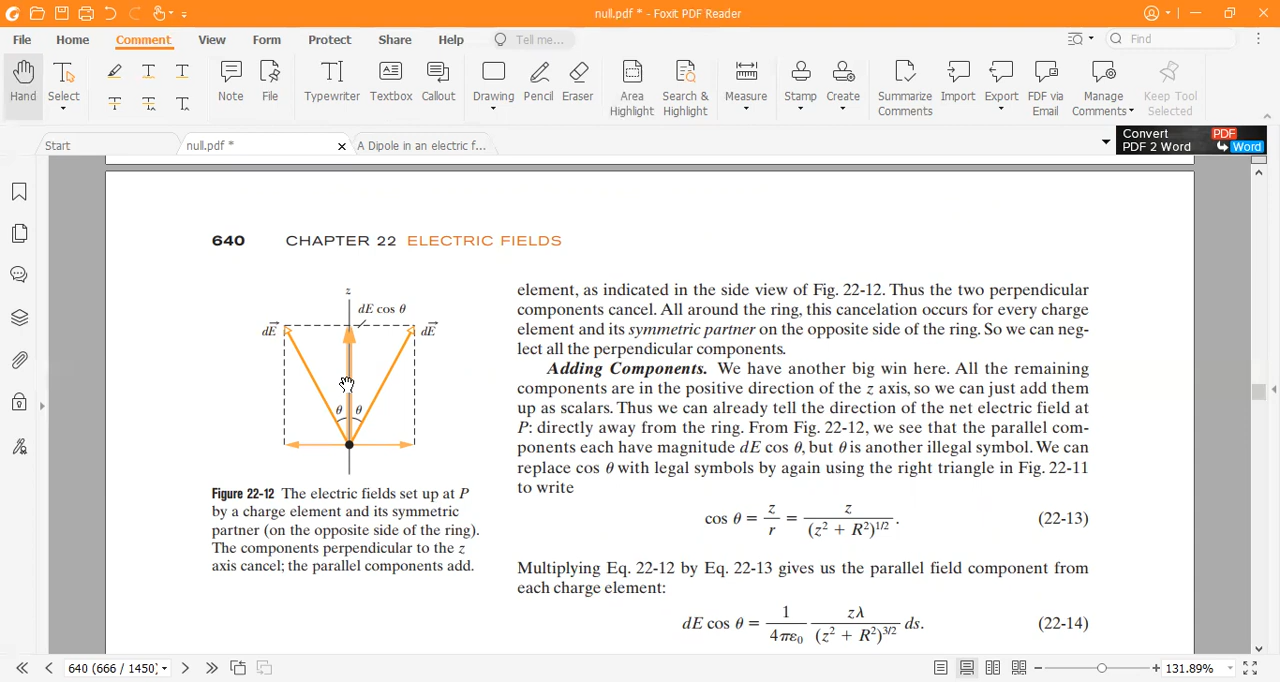 null.pdf * - Foxit PDF Reader
File Home Comment View Form Protect Share Help Tell me... Find
Hand Select Note File Typewriter Textbox Callout Drawing Pencil Eraser Area Highlight Search & Highlight Measure Stamp Create Summarize Comments Import Export FDF via Email Manage Comments Keep Tool Selected
Start null.pdf * A Dipole in an electric f... Convert PDF 2 Word PDF Word
640 CHAPTER 22 ELECTRIC FIELDS
z
dE cos θ
dE⃗ dE⃗
θ θ
Figure 22-12 The electric fields set up at P
by a charge element and its symmetric
partner (on the opposite side of the ring).
The components perpendicular to the z
axis cancel; the parallel components add.
element, as indicated in the side view of Fig. 22-12. Thus the two perpendicular
components cancel. All around the ring, this cancelation occurs for every charge
element and its symmetric partner on the opposite side of the ring. So we can neg-
lect all the perpendicular components.
Adding Components. We have another big win here. All the remaining
components are in the positive direction of the z axis, so we can just add them
up as scalars. Thus we can already tell the direction of the net electric field at
P: directly away from the ring. From Fig. 22-12, we see that the parallel com-
ponents each have magnitude dE cos θ, but θ is another illegal symbol. We can
replace cos θ with legal symbols by again using the right triangle in Fig. 22-11
to write
cos θ = z/r = z/(z² + R²)^1/2. (22-13)
Multiplying Eq. 22-12 by Eq. 22-13 gives us the parallel field component from
each charge element:
dE cos θ = 1/4πε₀ zλ/(z² + R²)^3/2 ds. (22-14)
640 (666 / 1450) 131.89%